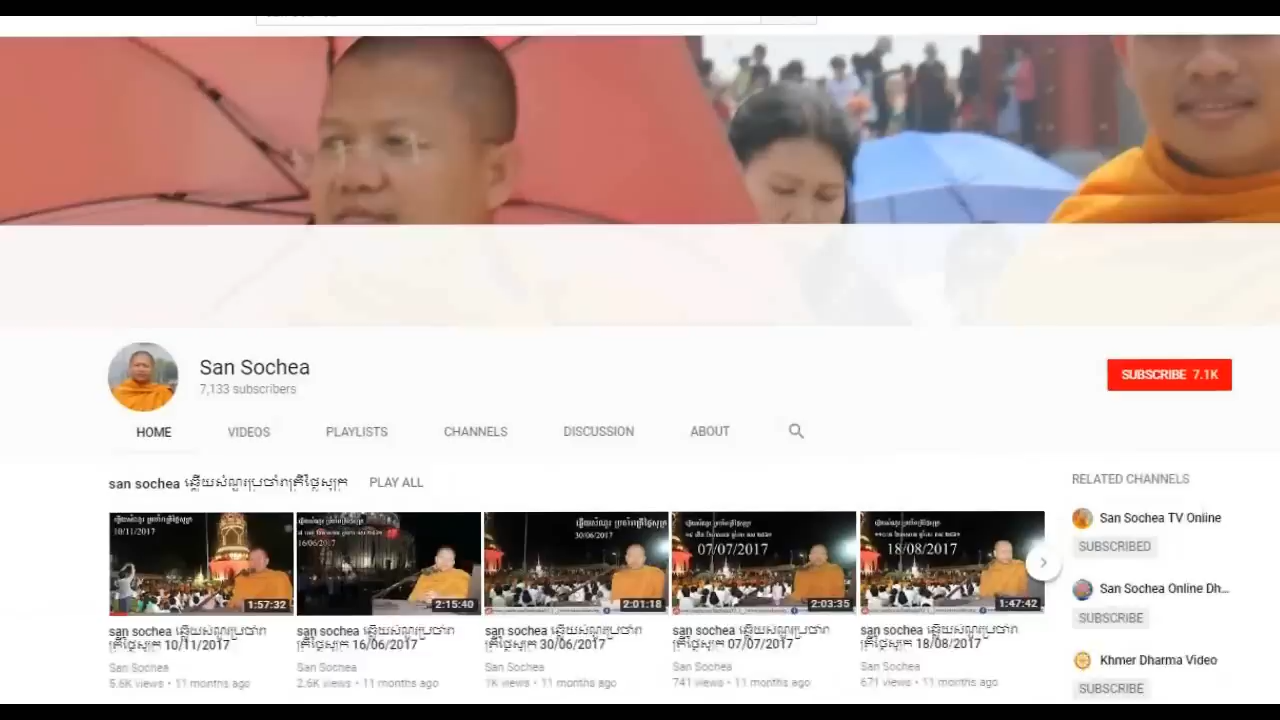 San Sochea
7,133 subscribers
SUBSCRIBE 7.1K
HOME VIDEOS PLAYLISTS CHANNELS DISCUSSION ABOUT
san sochea ឆ្លើយសំណួរប្រចាំរាត្រីថ្ងៃសុក្រ PLAY ALL
10/11/2017
1:57:32
16/06/2017
2:15:40
30/06/2017
2:01:18
07/07/2017
2:03:35
18/08/2017
1:47:42
san sochea ឆ្លើយសំណួរប្រចាំរា
ត្រីថ្ងៃសុក្រ 10/11/2017
San Sochea
5.6K views • 11 months ago
san sochea ឆ្លើយសំណួរប្រចាំរា
ត្រីថ្ងៃសុក្រ 16/06/2017
San Sochea
2.6K views • 11 months ago
san sochea ឆ្លើយសំណួរប្រចាំរា
ត្រីថ្ងៃសុក្រ 30/06/2017
San Sochea
1K views • 11 months ago
san sochea ឆ្លើយសំណួរប្រចាំរា
ត្រីថ្ងៃសុក្រ 07/07/2017
San Sochea
741 views • 11 months ago
san sochea ឆ្លើយសំណួរប្រចាំរា
ត្រីថ្ងៃសុក្រ 18/08/2017
San Sochea
671 views • 11 months ago
RELATED CHANNELS
San Sochea TV Online
SUBSCRIBED
San Sochea Online Dh...
SUBSCRIBE
Khmer Dharma Video
SUBSCRIBE